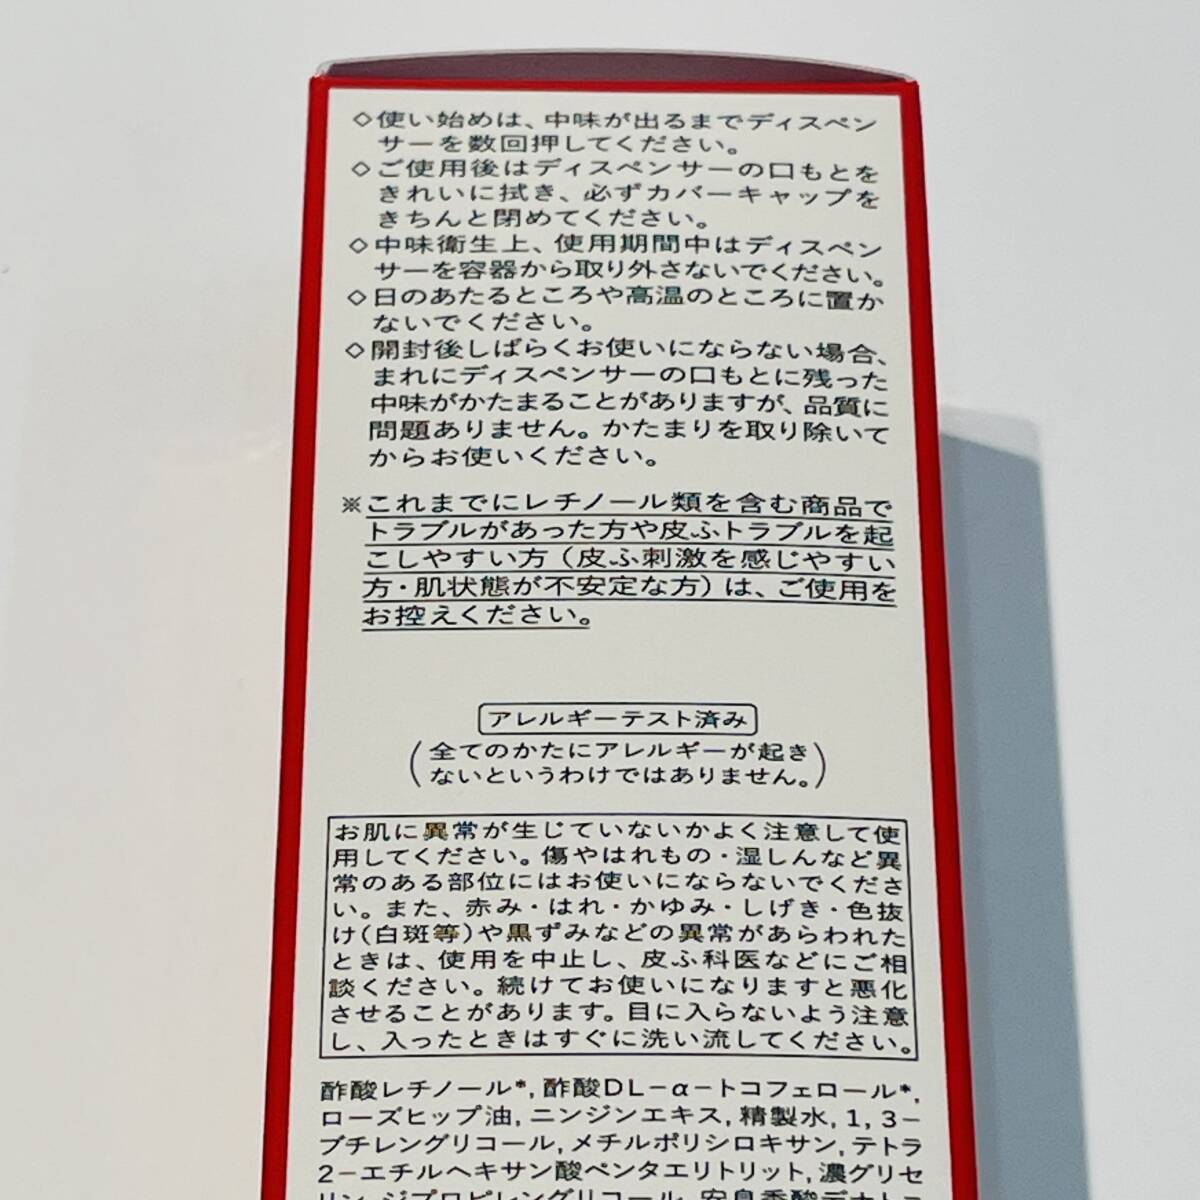 ◇使い始めは、中味が出るまでディスペン
サーを数回押してください。
◇ご使用後はディスペンサーの口もとを
きれいに拭き、必ずカバーキャップを
きちんと閉めてください。
◇中味衛生上、使用期間中はディスペン
サーを容器から取り外さないでください。
◇日のあたるところや高温のところに置か
ないでください。
◇開封後しばらくお使いにならない場合、
まれにディスペンサーの口もとに残った
中味がかたまることがありますが、品質に
問題ありません。かたまりを取り除いて
からお使いください。
※これまでにレチノール類を含む商品で
トラブルがあった方や皮ふトラブルを起
こしやすい方（皮ふ刺激を感じやすい
方・肌状態が不安定な方）は、ご使用を
お控えください。
アレルギーテスト済み
（全てのかたにアレルギーが起き
ないというわけではありません。）
お肌に異常が生じていないかよく注意して使
用してください。傷やはれもの・湿しんなど異
常のある部位にはお使いにならないでくださ
い。また、赤み・はれ・かゆみ・しげき・色抜
け(白斑等)や黒ずみなどの異常があらわれた
ときは、使用を中止し、皮ふ科医などにご相
談ください。続けてお使いになりますと悪化
させることがあります。目に入らないよう注意
し、入ったときはすぐに洗い流してください。
酢酸レチノール*, 酢酸DL-α-トコフェロール*,
ローズヒップ油, ニンジンエキス, 精製水, 1, 3-
ブチレングリコール, メチルポリシロキサン, テトラ
2-エチルヘキサン酸ペンタエリトリット, 濃グリセ
リン, ジプロピレングリコール, 安息香酸デナトニ